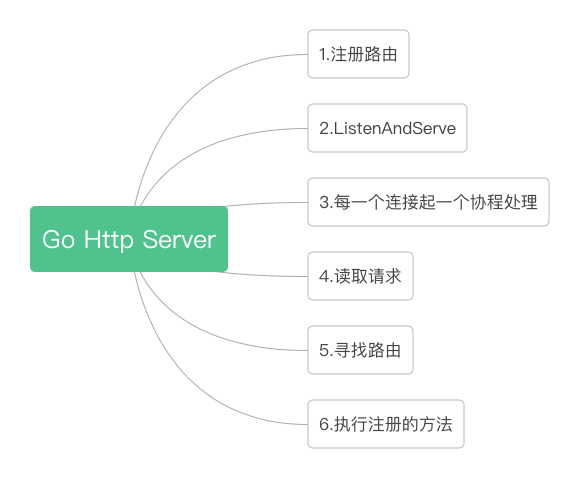 Go Http Server
1.注册路由
2.ListenAndServe
3.每一个连接起一个协程处理
4.读取请求
5.寻找路由
6.执行注册的方法